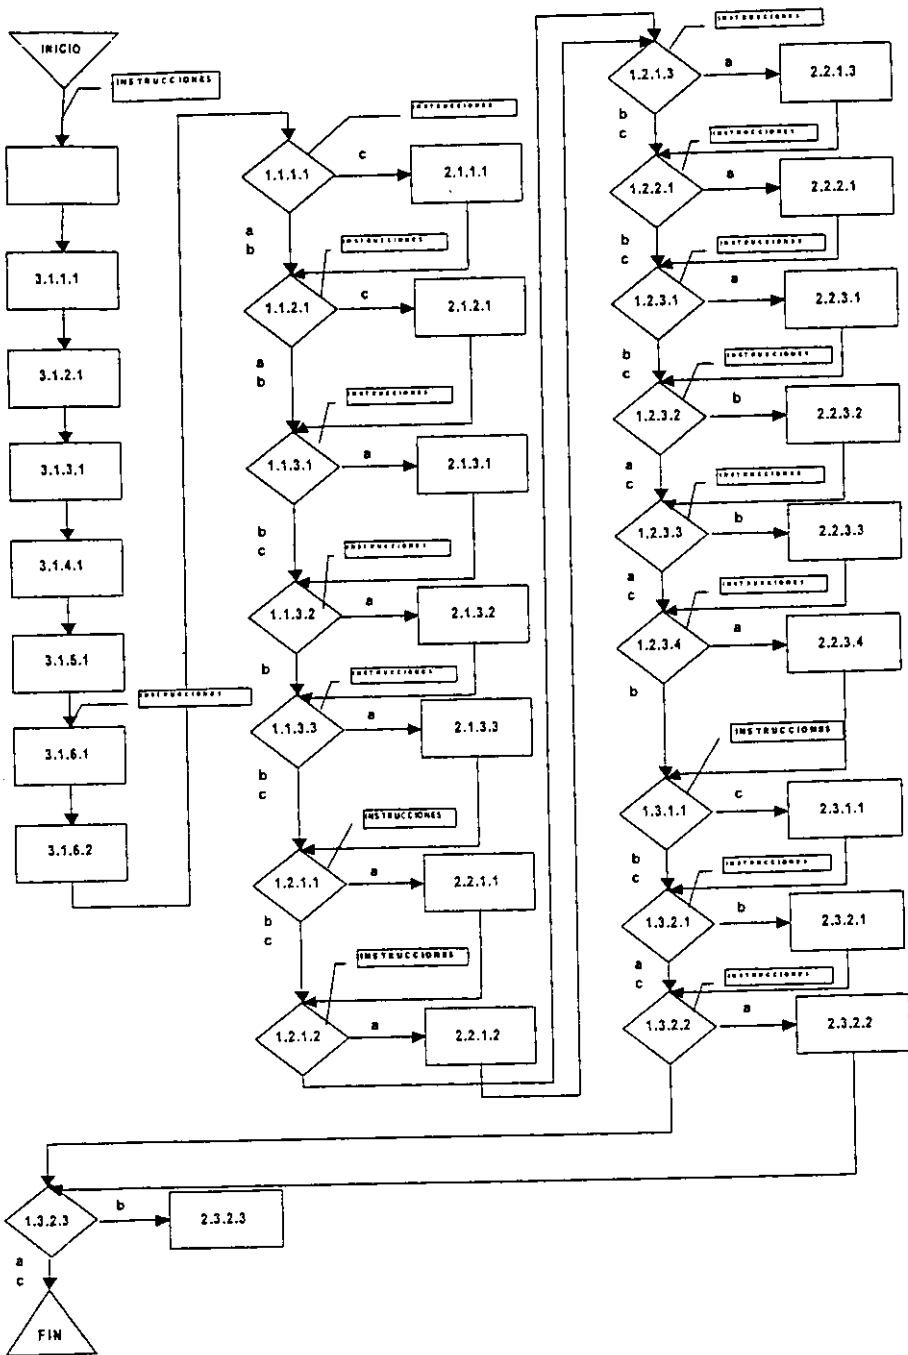 INICIO
INSTRUCCIONES
3.1.1.1
3.1.2.1
3.1.3.1
3.1.4.1
3.1.5.1
INSTRUCCIONES
3.1.6.1
3.1.6.2
INSTRUCCIONES
1.1.1.1
c
2.1.1.1
a
b
INSTRUCCIONES
1.1.2.1
c
2.1.2.1
a
b
INSTRUCCIONES
1.1.3.1
a
2.1.3.1
b
c
INSTRUCCIONES
1.1.3.2
a
2.1.3.2
b
INSTRUCCIONES
1.1.3.3
a
2.1.3.3
b
c
INSTRUCCIONES
1.2.1.1
a
2.2.1.1
b
c
INSTRUCCIONES
1.2.1.2
a
2.2.1.2
INSTRUCCIONES
1.2.1.3
a
2.2.1.3
b
c
INSTRUCCIONES
1.2.2.1
a
2.2.2.1
b
c
INSTRUCCIONES
1.2.3.1
a
2.2.3.1
b
c
INSTRUCCIONES
1.2.3.2
b
2.2.3.2
a
c
INSTRUCCIONES
1.2.3.3
b
2.2.3.3
a
c
INSTRUCCIONES
1.2.3.4
a
2.2.3.4
b
INSTRUCCIONES
1.3.1.1
c
2.3.1.1
b
c
INSTRUCCIONES
1.3.2.1
b
2.3.2.1
a
c
INSTRUCCIONES
1.3.2.2
a
2.3.2.2
1.3.2.3
b
2.3.2.3
a
c
FIN